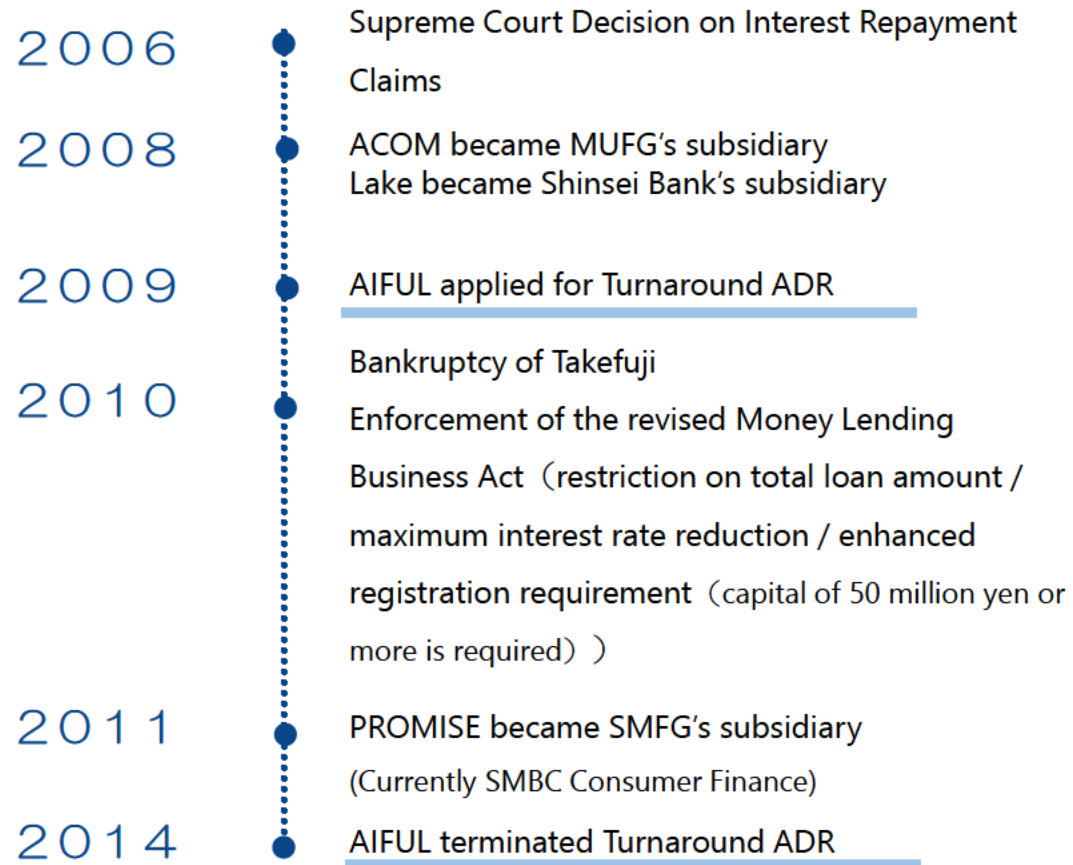 2006
Supreme Court Decision on Interest Repayment
Claims
2008
ACOM became MUFG's subsidiary
Lake became Shinsei Bank's subsidiary
2009
AIFUL applied for Turnaround ADR
2010
Bankruptcy of Takefuji
Enforcement of the revised Money Lending
Business Act（restriction on total loan amount /
maximum interest rate reduction / enhanced
registration requirement（capital of 50 million yen or
more is required））
2011
PROMISE became SMFG's subsidiary
(Currently SMBC Consumer Finance)
2014
AIFUL terminated Turnaround ADR